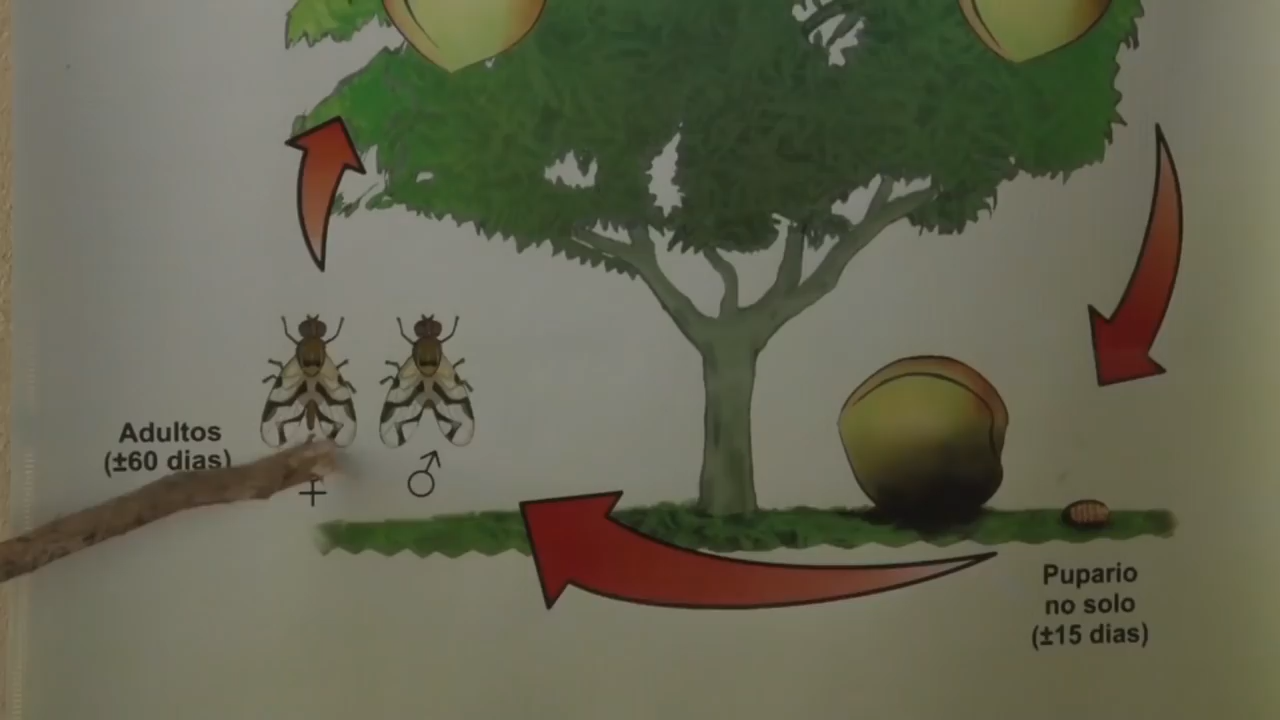 Adultos
(±60 dias)
♂
Pupario
no solo
(±15 dias)